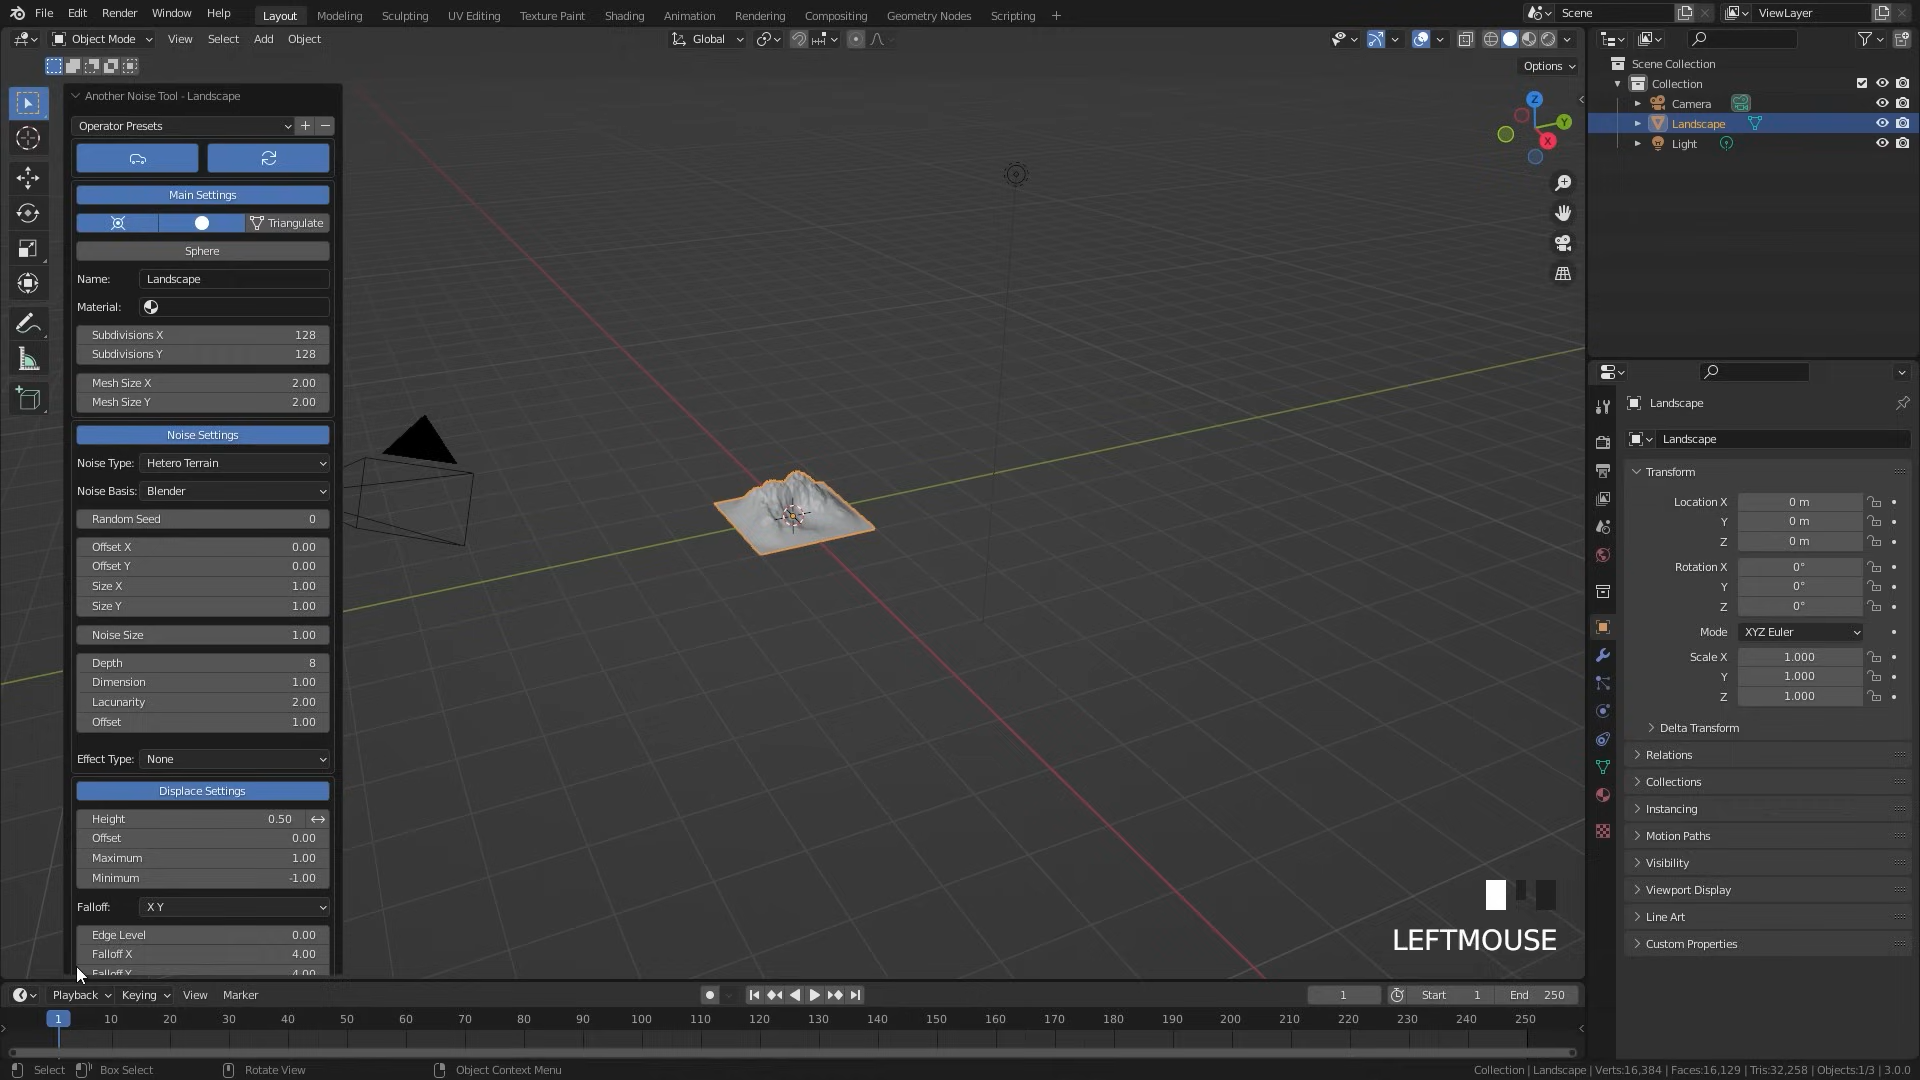 File Edit Render Window Help Layout Modeling Sculpting UV Editing Texture Paint Shading Animation Rendering Compositing Geometry Nodes Scripting + Scene ViewLayer
Object Mode View Select Add Object Global
Options
Another Noise Tool - Landscape
Operator Presets
Main Settings
Triangulate
Sphere
Name: Landscape
Material:
Subdivisions X 128
Subdivisions Y 128
Mesh Size X 2.00
Mesh Size Y 2.00
Noise Settings
Noise Type: Hetero Terrain
Noise Basis: Blender
Random Seed 0
Offset X 0.00
Offset Y 0.00
Size X 1.00
Size Y 1.00
Noise Size 1.00
Depth 8
Dimension 1.00
Lacunarity 2.00
Offset 1.00
Effect Type: None
Displace Settings
Height 0.50
Offset 0.00
Maximum 1.00
Minimum -1.00
Falloff: X Y
Edge Level 0.00
Falloff X 4.00
Falloff Y 4.00
Z
Y
X
LEFTMOUSE
Scene Collection
Collection
Camera
Landscape
Light
Landscape
Landscape
Transform
Location X 0 m
Y 0 m
Z 0 m
Rotation X 0°
Y 0°
Z 0°
Mode XYZ Euler
Scale X 1.000
Y 1.000
Z 1.000
Delta Transform
Relations
Collections
Instancing
Motion Paths
Visibility
Viewport Display
Line Art
Custom Properties
Playback Keying View Marker 1 Start 1 End 250
1 10 20 30 40 50 60 70 80 90 100 110 120 130 140 150 160 170 180 190 200 210 220 230 240 250
Select Box Select Rotate View Object Context Menu Collection | Landscape | Verts:16,384 | Faces:16,129 | Tris:32,258 | Objects:1/3 | 3.0.0